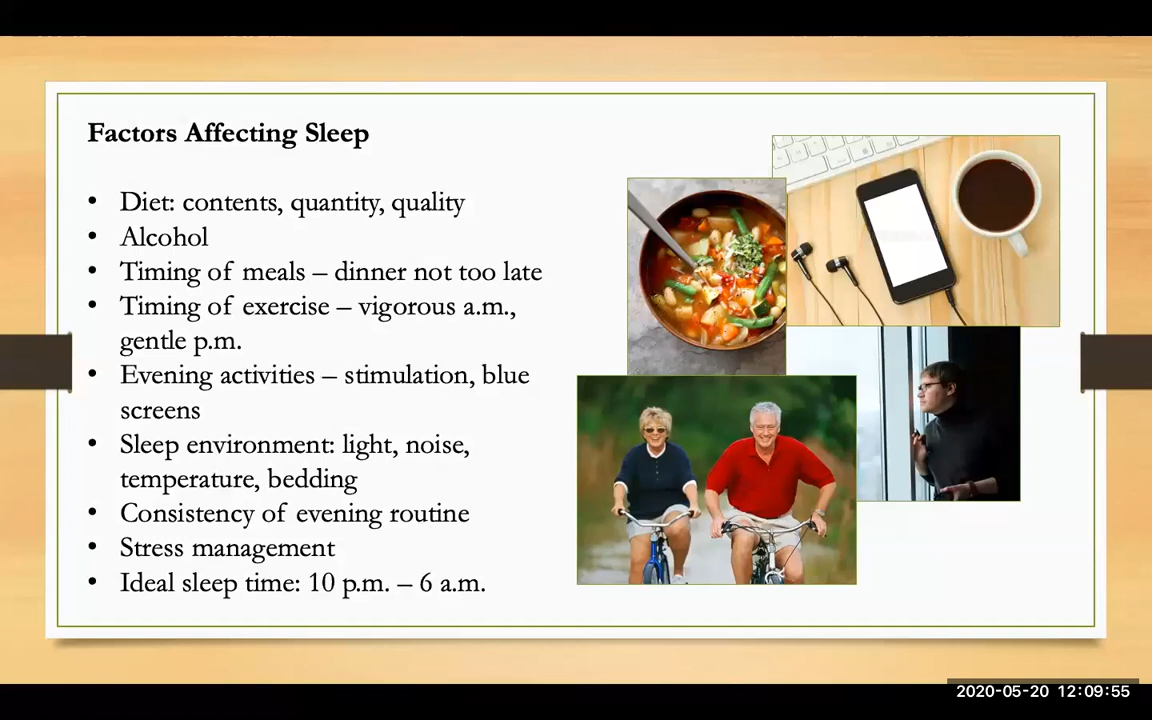 Factors Affecting Sleep
• Diet: contents, quantity, quality
• Alcohol
• Timing of meals – dinner not too late
• Timing of exercise – vigorous a.m.,
gentle p.m.
• Evening activities – stimulation, blue
screens
• Sleep environment: light, noise,
temperature, bedding
• Consistency of evening routine
• Stress management
• Ideal sleep time: 10 p.m. – 6 a.m.
2020-05-20 12:09:55